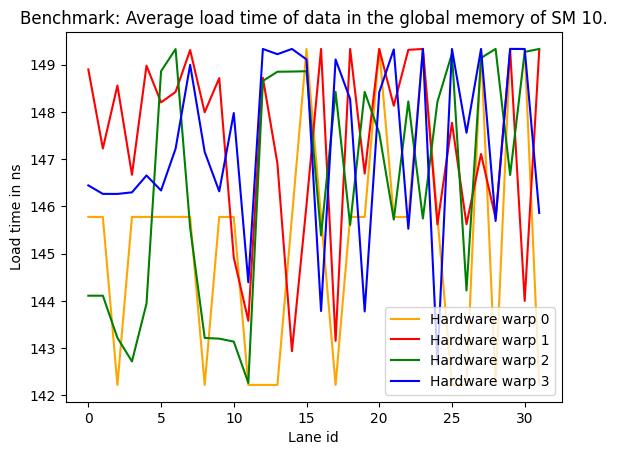 Benchmark: Average load time of data in the global memory of SM 10.
Load time in ns
149
148
147
146
145
144
143
142
0 5 10 15 20 25 30
Lane id
Hardware warp 0
Hardware warp 1
Hardware warp 2
Hardware warp 3